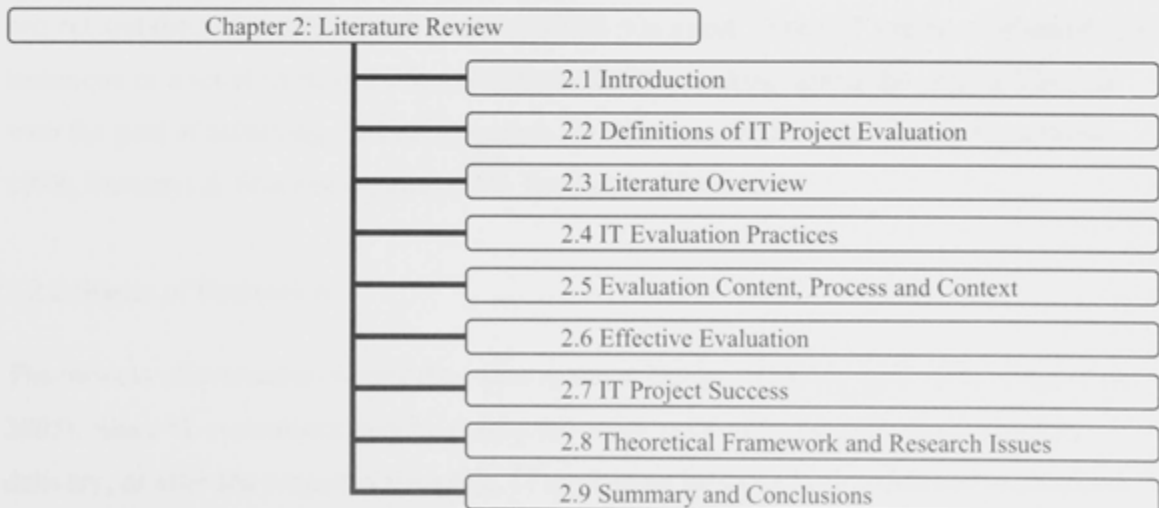 Chapter 2: Literature Review
2.1 Introduction
2.2 Definitions of IT Project Evaluation
2.3 Literature Overview
2.4 IT Evaluation Practices
2.5 Evaluation Content, Process and Context
2.6 Effective Evaluation
2.7 IT Project Success
2.8 Theoretical Framework and Research Issues
2.9 Summary and Conclusions